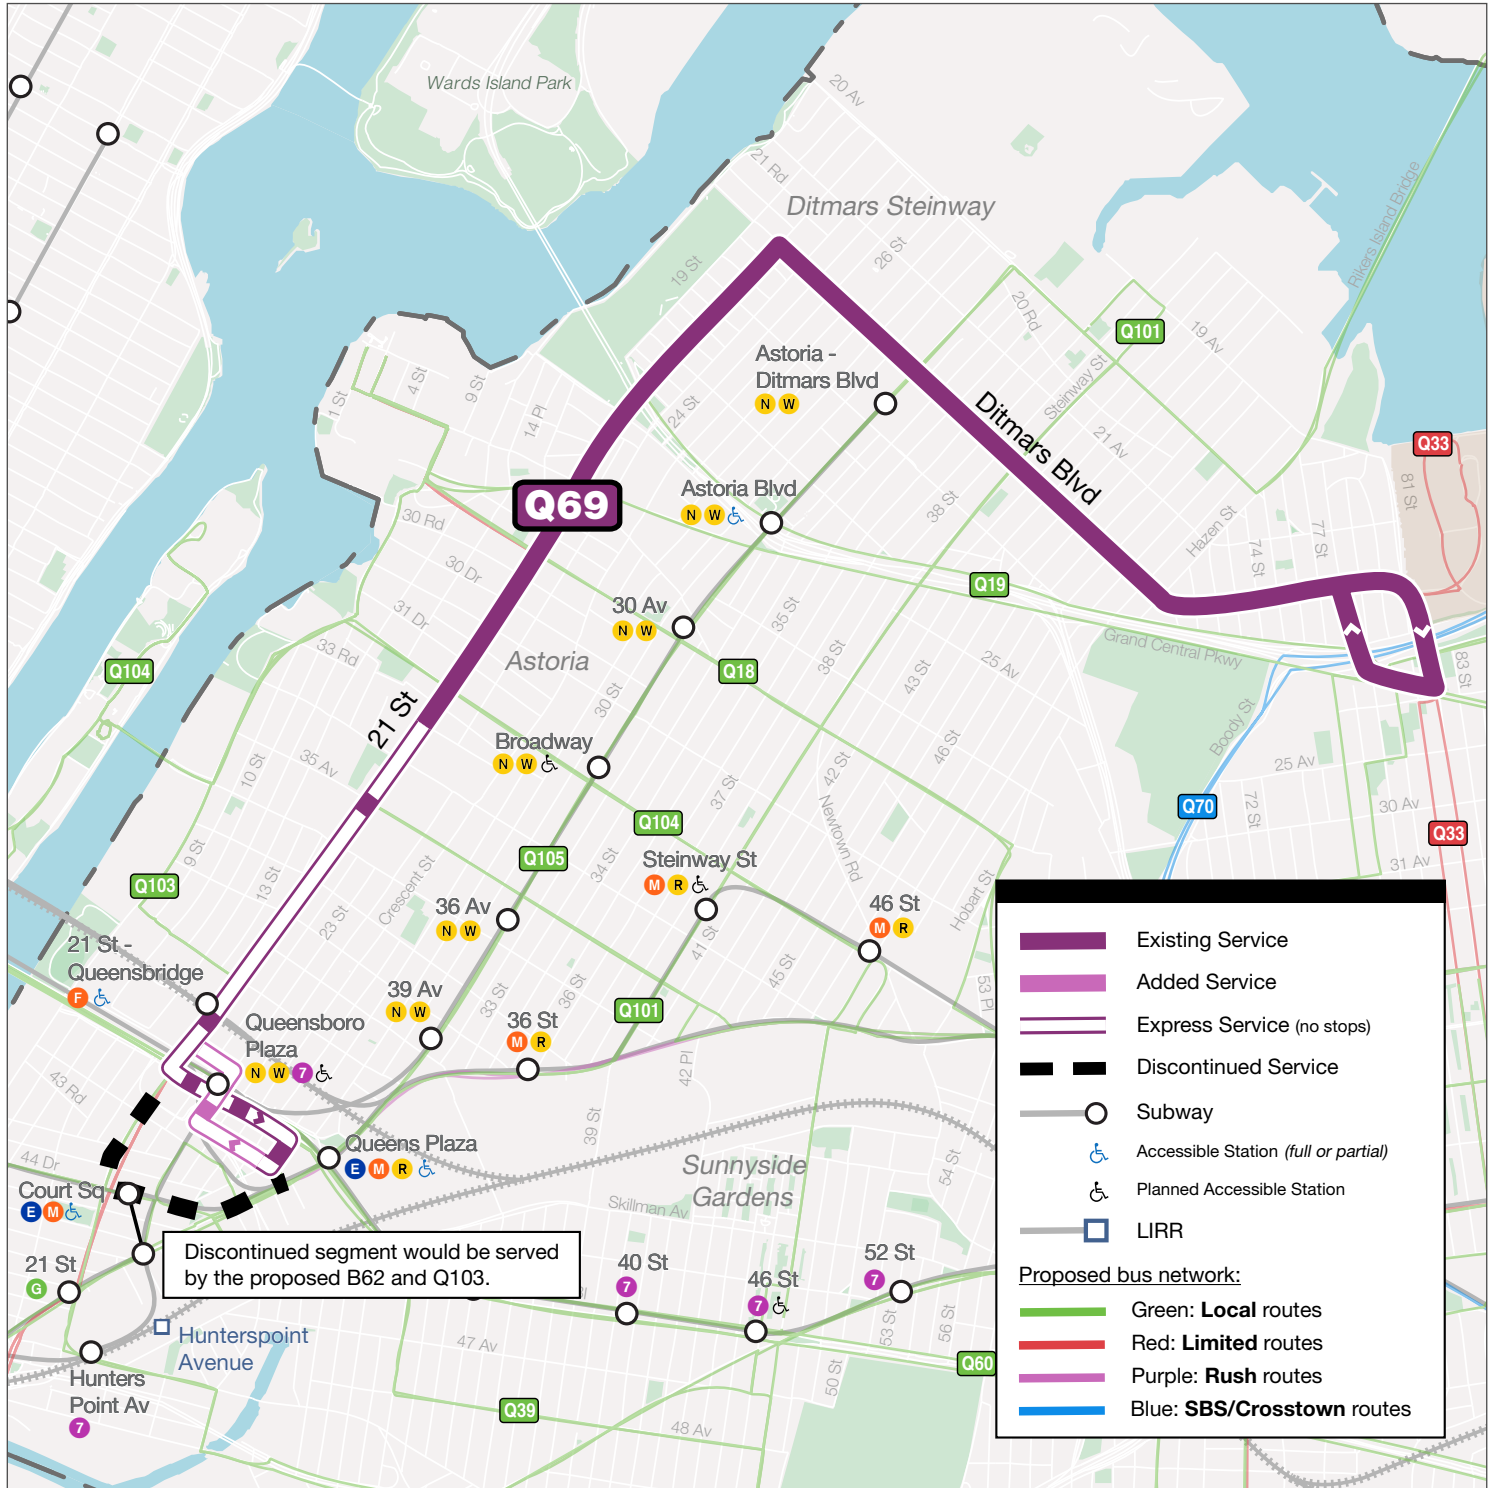 Wards Island Park
20 Av
21 Rd
Ditmars Steinway
26 St
19 St
Rikers Island Bridge
20 Rd
Q101
19 Av
Astoria -
Ditmars Blvd
N W
Steinway St
4 St
9 St
1 St
14 Pl
24 St
Ditmars Blvd
21 Av
Q33
81 St
Q69
Astoria Blvd
N W
38 St
30 Rd
Hazen St
74 St
77 St
30 Dr
Q19
31 Dr
30 Av
N W
35 St
Grand Central Pkwy
33 Rd
Astoria
38 St
Q18
43 St
25 Av
83 St
Q104
30 St
21 St
Broadway
N W
46 St
Boody St
25 Av
35 Av
10 St
42 St
37 St
Newtown Rd
Q70
72 St
30 Av
Q104
Q33
9 St
Q105
34 St
Steinway St
M R
31 Av
Q103
13 St
Crescent St
Hobart St
36 Av
N W
46 St
M R
23 St
21 St -
Queensbridge
F
41 St
45 St
53 Pl
39 Av
N W
33 St
36 St
Q101
Queensboro
Plaza
N W 7
36 St
M R
42 Pl
43 Rd
39 St
Queens Plaza
E M R
44 Dr
Sunnyside
Gardens
54 St
Court Sq
E M
Skillman Av
21 St
G
Discontinued segment would be served
by the proposed B62 and Q103.
40 St
7
46 St
7
52 St
7
Hunterspoint
Avenue
47 Av
53 St
56 St
50 St
Q60
Hunters
Point Av
7
Q39
48 Av
Existing Service
Added Service
Express Service (no stops)
Discontinued Service
Subway
Accessible Station (full or partial)
Planned Accessible Station
LIRR
Proposed bus network:
Green: Local routes
Red: Limited routes
Purple: Rush routes
Blue: SBS/Crosstown routes